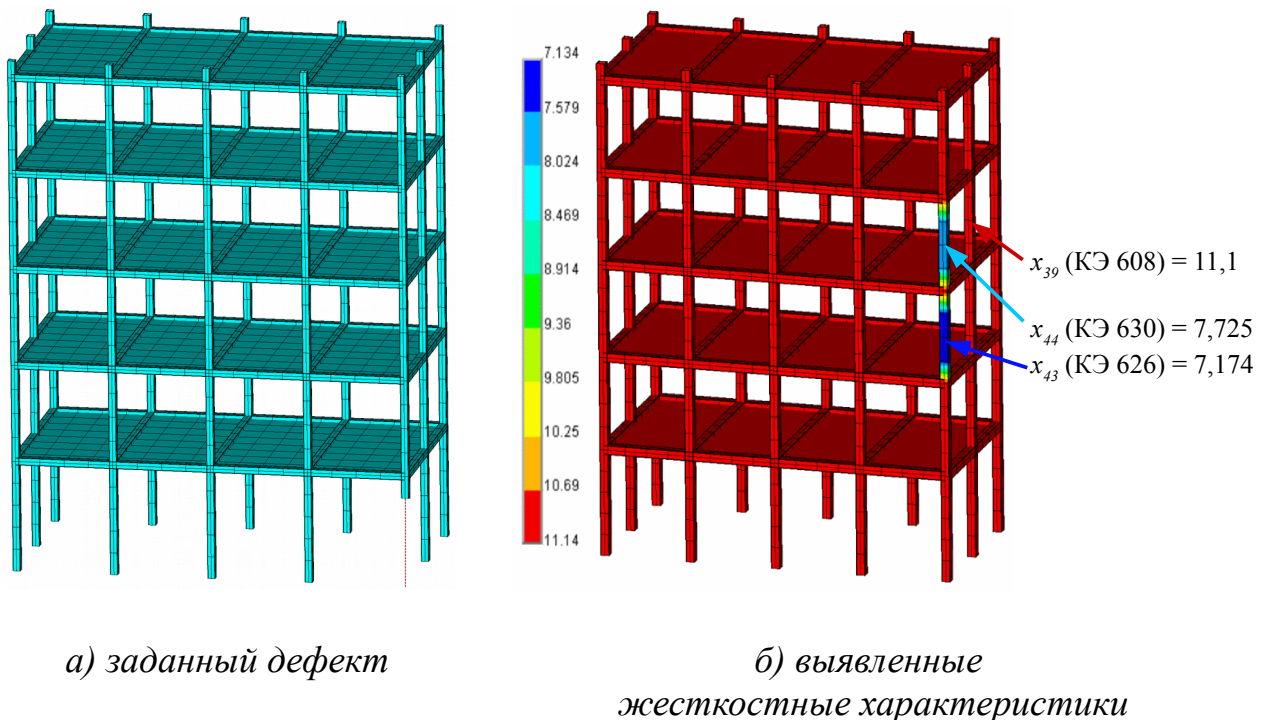 7.134
7.579
8.024
8.469
8.914
9.36
9.805
10.25
10.69
11.14
x39 (КЭ 608) = 11,1
x44 (КЭ 630) = 7,725
x43 (КЭ 626) = 7,174
а) заданный дефект
б) выявленные
жесткостные характеристики